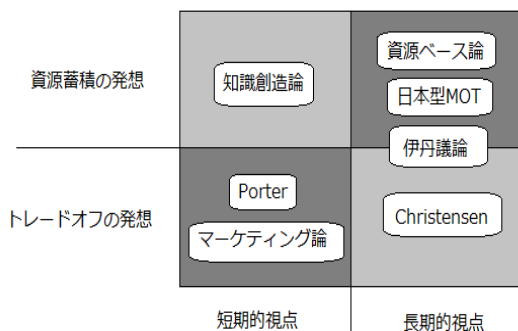 資源蓄積の発想
知識創造論
資源ベース論
日本型MOT
伊丹議論
トレードオフの発想
Porter
マーケティング論
Christensen
短期的視点
長期的視点